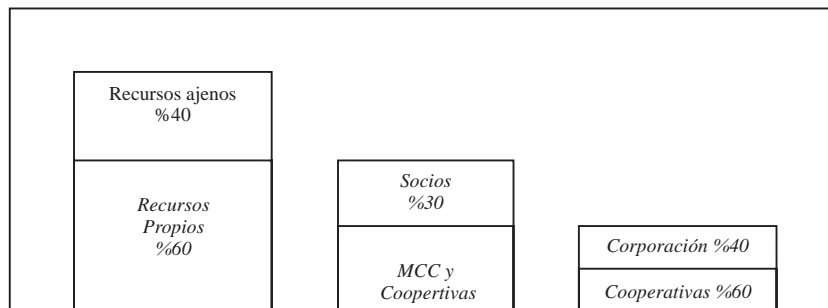 Recursos ajenos
%40
Recursos
Propios
%60
Socios
%30
MCC y
Coopertivas
Corporación %40
Cooperativas %60